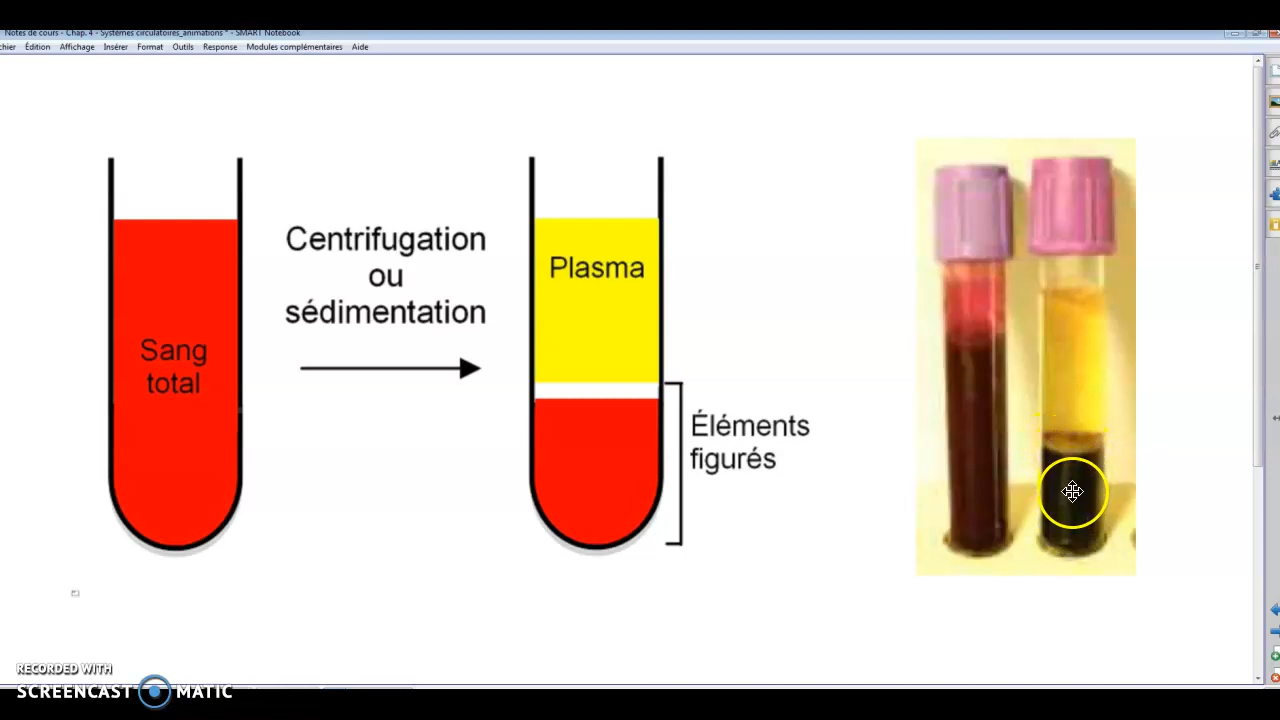 Notes de cours - Chap. 4 - Systèmes circulatoires_animations * - SMART Notebook
chier Édition Affichage Insérer Format Outils Response Modules complémentaires Aide
Centrifugation
ou
sédimentation
Sang
total
Plasma
Éléments
figurés
RECORDED WITH
SCREENCAST MATIC